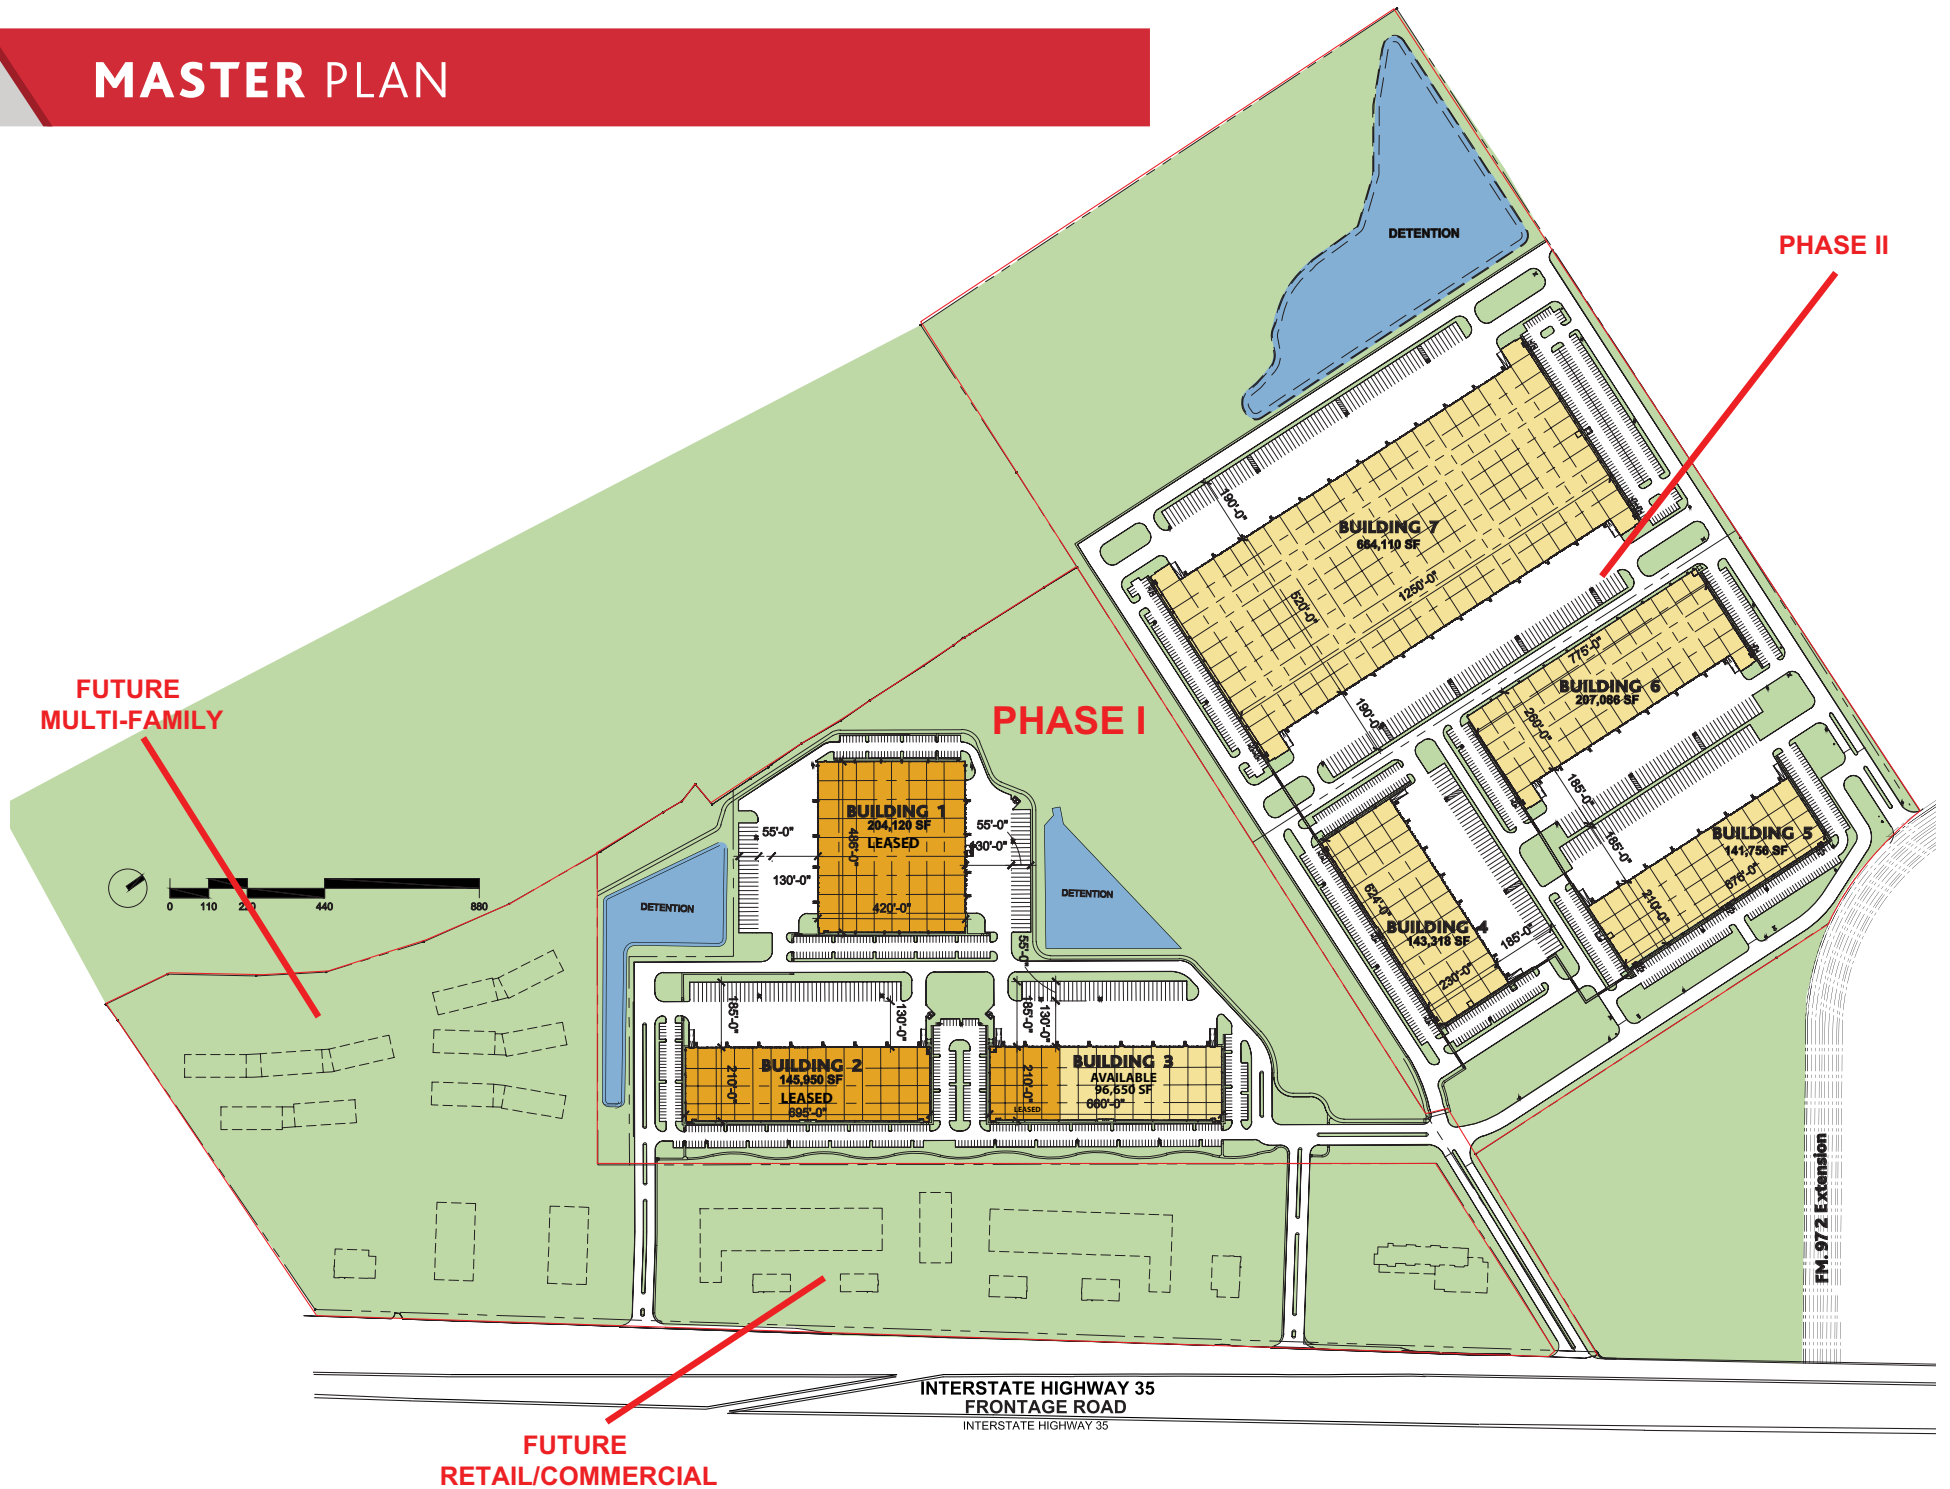 MASTER PLAN
DETENTION
PHASE II
BUILDING 7
664,110 SF
190'-0"
520'-0"
1250'-0"
190'-0"
775'-0"
BUILDING 6
207,086 SF
260'-0"
185'-0"
185'-0"
BUILDING 5
141,756 SF
676'-0"
210'-0"
624'-0"
BUILDING 4
143,318 SF
185'-0"
230'-0"
FUTURE
MULTI-FAMILY
PHASE I
BUILDING 1
204,120 SF
LEASED
486'-0"
420'-0"
55'-0"
130'-0"
55'-0"
130'-0"
DETENTION
DETENTION
0 110 220 440 880
55'-0"
185'-0"
130'-0"
185'-0"
130'-0"
BUILDING 2
145,950 SF
LEASED
695'-0"
210'-0"
BUILDING 3
AVAILABLE
96,650 SF
660'-0"
210'-0"
LEASED
FM. 972 Extension
INTERSTATE HIGHWAY 35
FRONTAGE ROAD
INTERSTATE HIGHWAY 35
FUTURE
RETAIL/COMMERCIAL